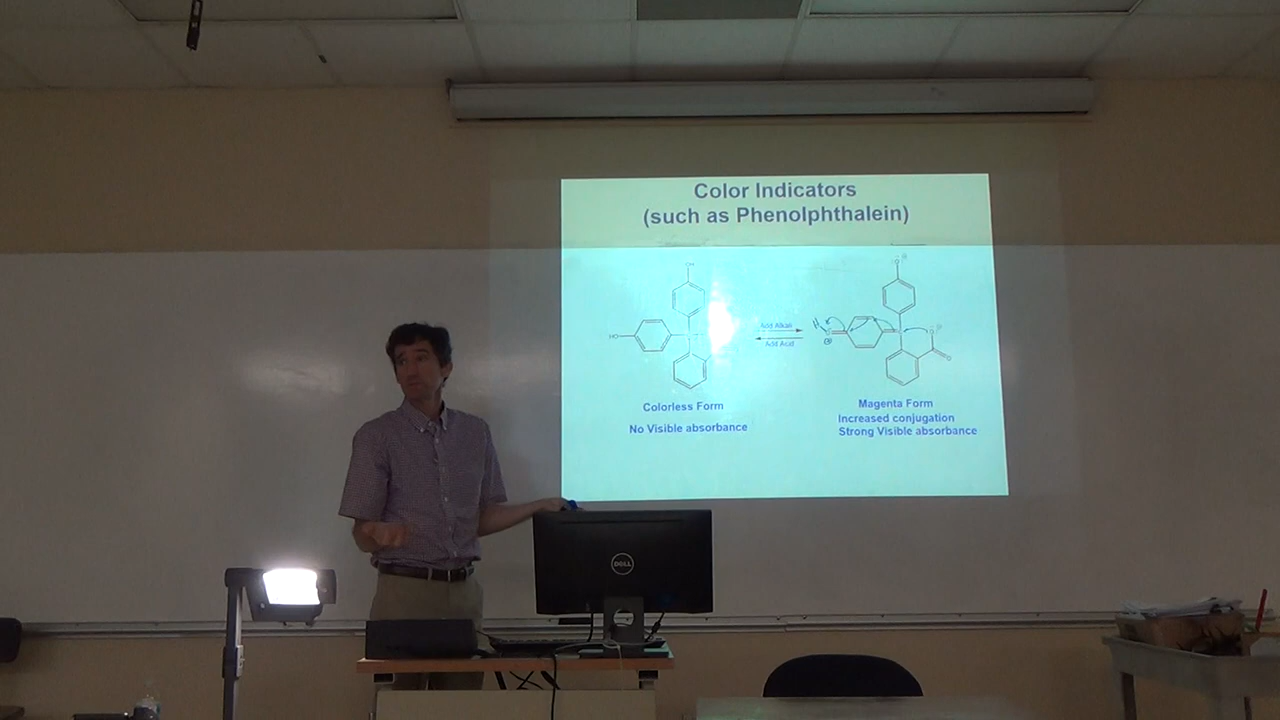 Color Indicators
(such as Phenolphthalein)
HO
Add Alkali
Add Acid
Colorless Form
No Visible absorbance
Magenta Form
Increased conjugation
Strong Visible absorbance
DELL